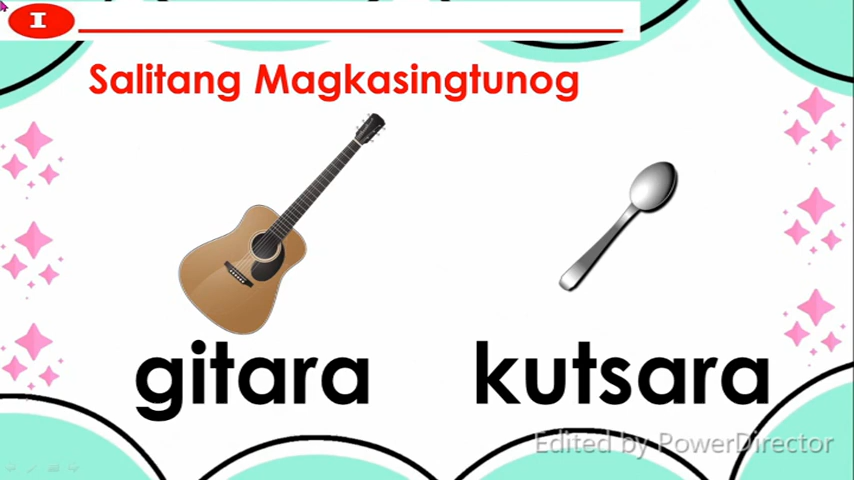 I
Salitang Magkasingtunog
gitara
kutsara
Edited by PowerDirector